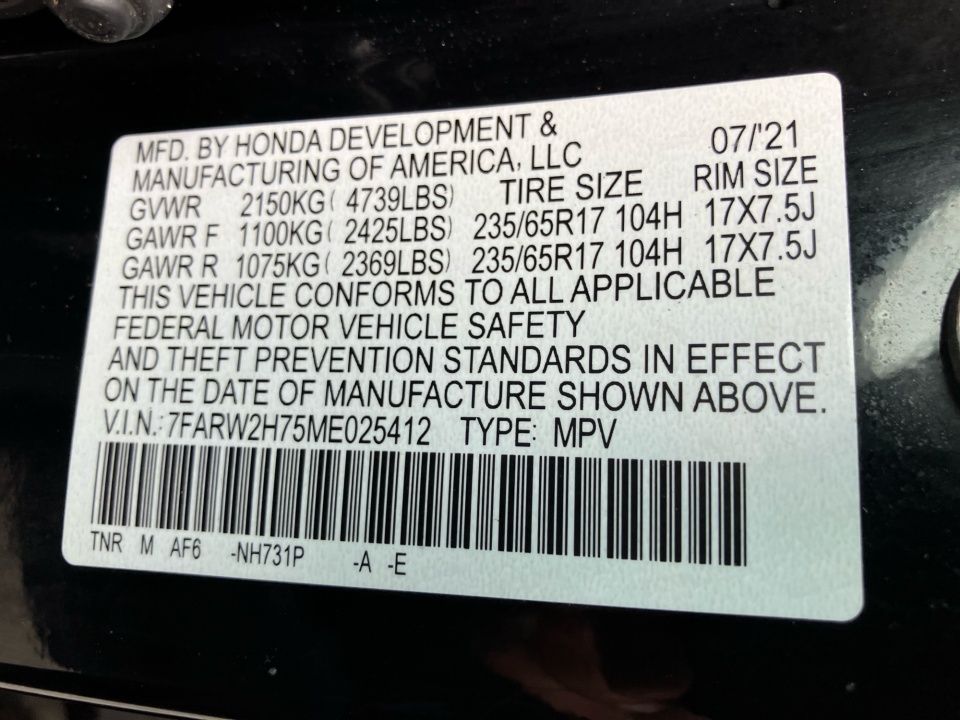 MFD. BY HONDA DEVELOPMENT & 07/'21
MANUFACTURING OF AMERICA, LLC
GVWR 2150KG( 4739LBS) TIRE SIZE RIM SIZE
GAWR F 1100KG( 2425LBS) 235/65R17 104H 17X7.5J
GAWR R 1075KG( 2369LBS) 235/65R17 104H 17X7.5J
THIS VEHICLE CONFORMS TO ALL APPLICABLE
FEDERAL MOTOR VEHICLE SAFETY
AND THEFT PREVENTION STANDARDS IN EFFECT
ON THE DATE OF MANUFACTURE SHOWN ABOVE.
V.I.N.: 7FARW2H75ME025412 TYPE: MPV
TNR M AF6 -NH731P -A -E